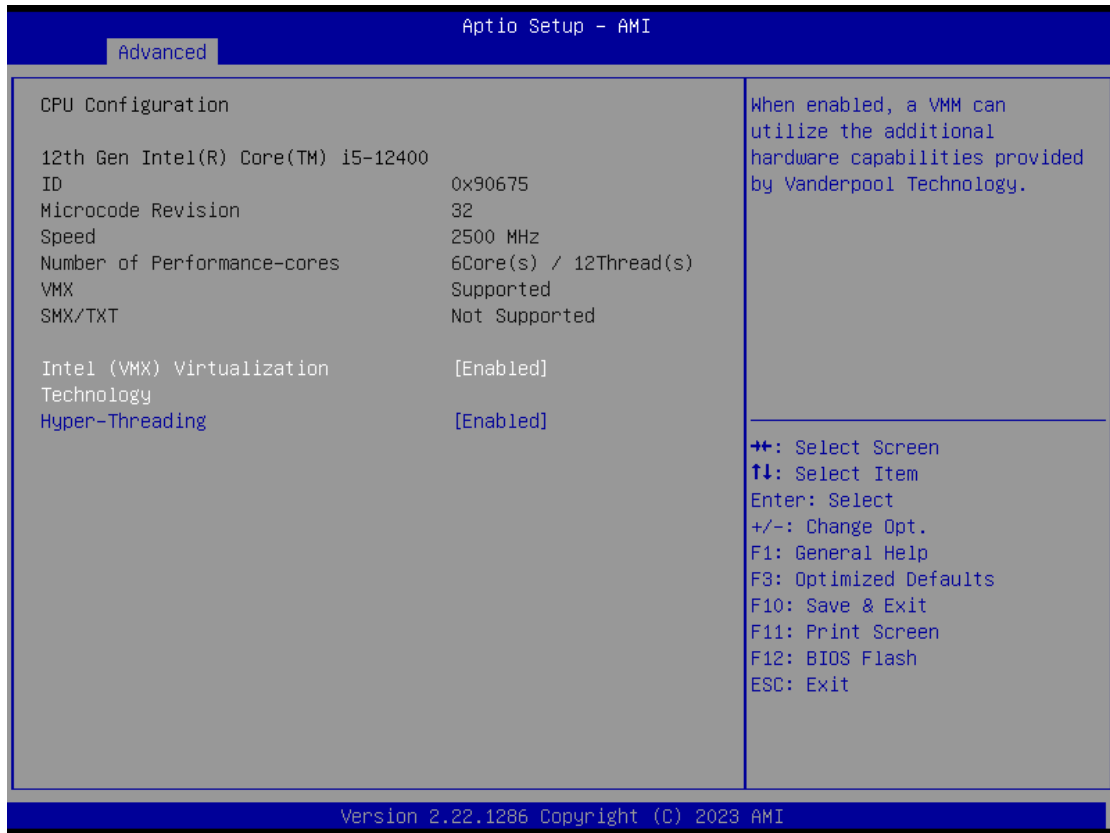 Aptio Setup - AMI
Advanced
CPU Configuration
12th Gen Intel(R) Core(TM) i5-12400
ID 0x90675
Microcode Revision 32
Speed 2500 MHz
Number of Performance-cores 6Core(s) / 12Thread(s)
VMX Supported
SMX/TXT Not Supported
Intel (VMX) Virtualization [Enabled]
Technology
Hyper-Threading [Enabled]
When enabled, a VMM can
utilize the additional
hardware capabilities provided
by Vanderpool Technology.
→←: Select Screen
↑↓: Select Item
Enter: Select
+/-: Change Opt.
F1: General Help
F3: Optimized Defaults
F10: Save & Exit
F11: Print Screen
F12: BIOS Flash
ESC: Exit
Version 2.22.1286 Copyright (C) 2023 AMI